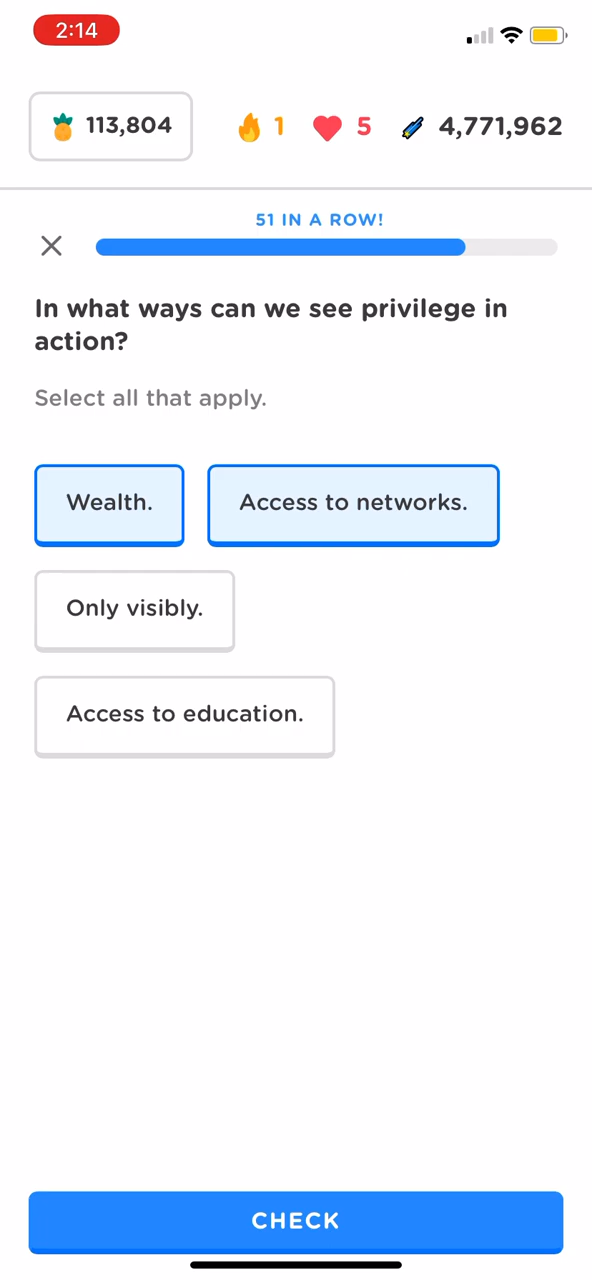 2:14
113,804 1 5 4,771,962
51 IN A ROW!
In what ways can we see privilege in
action?
Select all that apply.
Wealth. Access to networks.
Only visibly.
Access to education.
CHECK